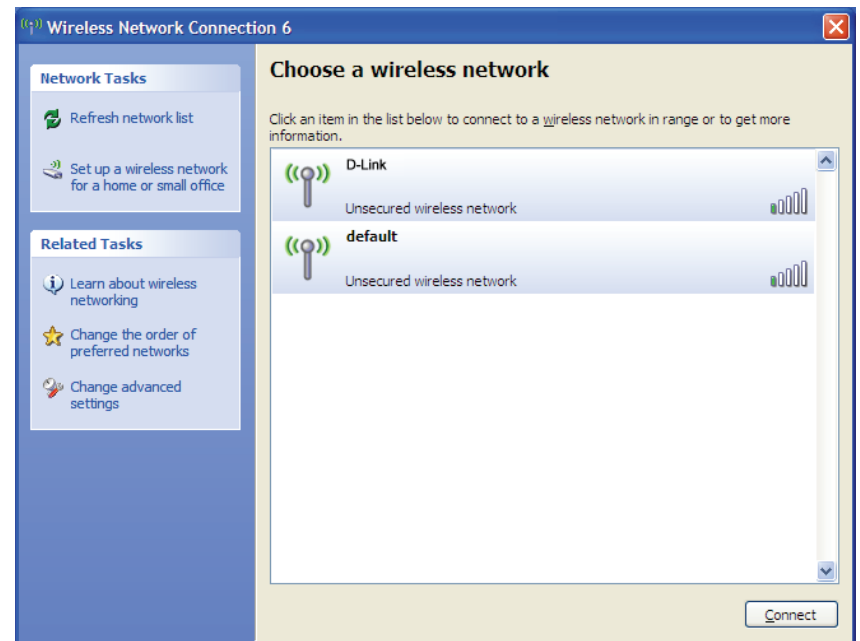 Wireless Network Connection 6
Network Tasks
Refresh network list
Set up a wireless network
for a home or small office
Related Tasks
Learn about wireless
networking
Change the order of
preferred networks
Change advanced
settings
Choose a wireless network
Click an item in the list below to connect to a wireless network in range or to get more
information.
D-Link
Unsecured wireless network
default
Unsecured wireless network
Connect